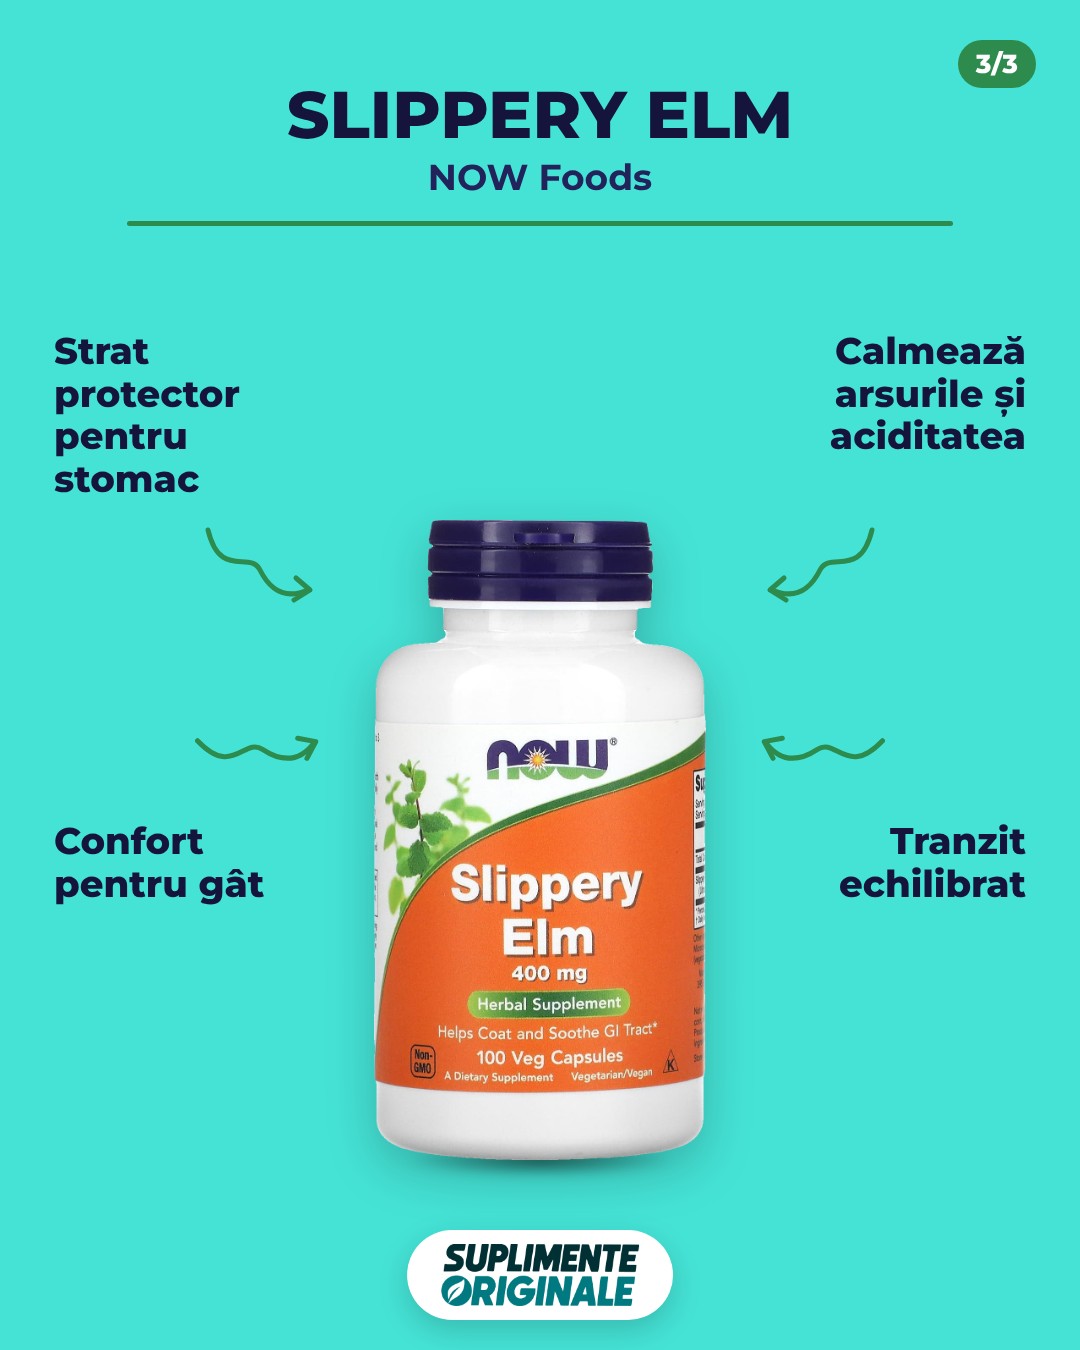 3/3
SLIPPERY ELM
NOW Foods
Strat
protector
pentru
stomac
Calmează
arsurile și
aciditatea
Confort
pentru gât
Tranzit
echilibrat
now®
Slippery
Elm
400 mg
Herbal Supplement
Helps Coat and Soothe GI Tract*
Non-
GMO
100 Veg Capsules
A Dietary Supplement Vegetarian/Vegan
K
SUPLIMENTE
ORIGINALE